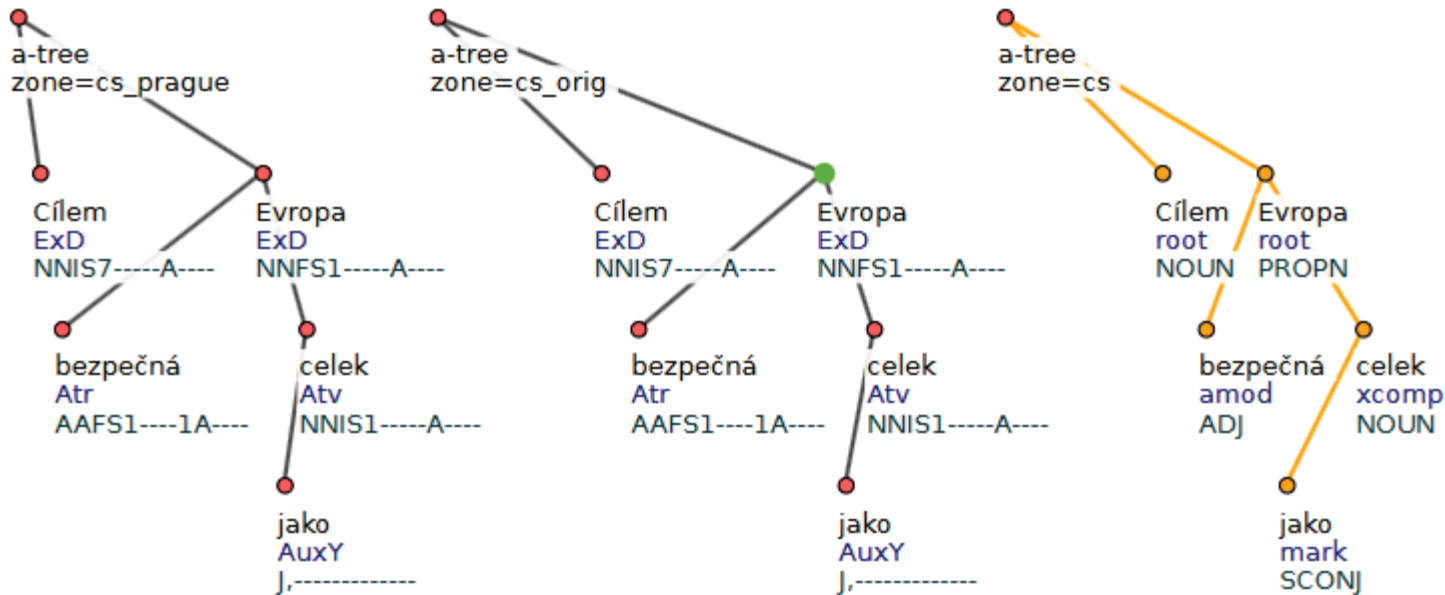 a-tree
zone=cs_prague
a-tree
zone=cs_orig
a-tree
zone=cs
Cílem
ExD
NNIS7-----A----
Evropa
ExD
NNFS1-----A----
Cílem
ExD
NNIS7-----A----
Evropa
ExD
NNFS1-----A----
Cílem
root
NOUN
Evropa
root
PROPN
bezpečná
Atr
AAFS1----1A----
celek
Atv
NNIS1-----A----
bezpečná
Atr
AAFS1----1A----
celek
Atv
NNIS1-----A----
bezpečná
amod
ADJ
celek
xcomp
NOUN
jako
AuxY
J,-------------
jako
AuxY
J,-------------
jako
mark
SCONJ